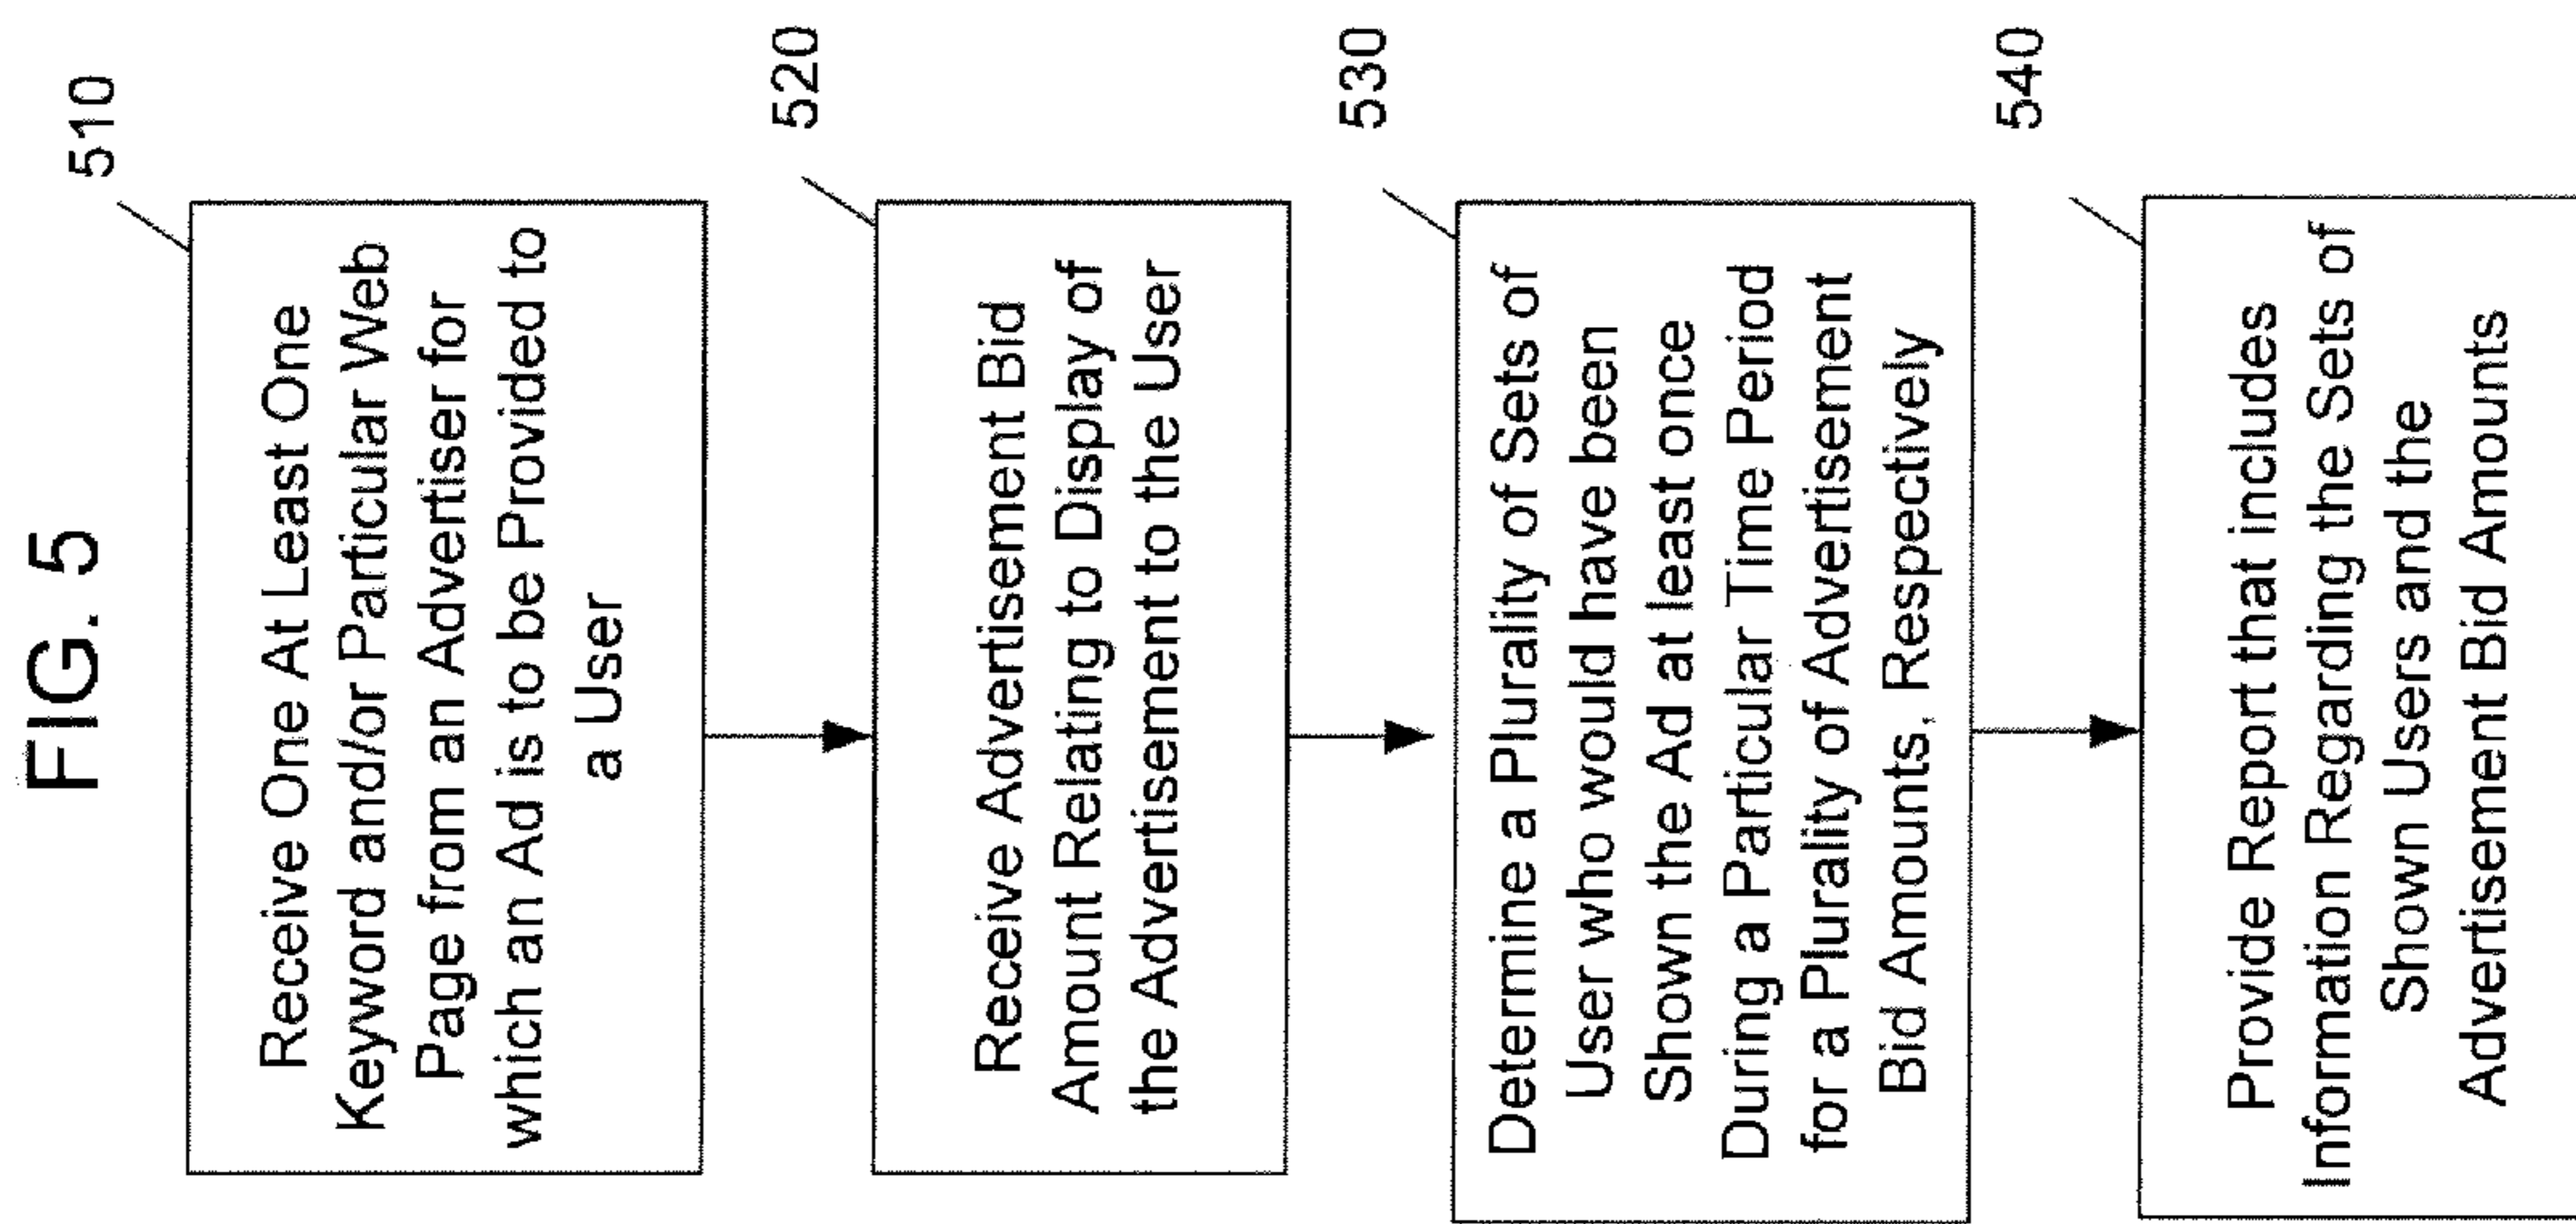 FIG. 5
510
Receive One At Least One
Keyword and/or Particular Web
Page from an Advertiser for
which an Ad is to be Provided to
a User
520
Receive Advertisement Bid
Amount Relating to Display of
the Advertisement to the User
530
Determine a Plurality of Sets of
User who would have been
Shown the Ad at least once
During a Particular Time Period
for a Plurality of Advertisement
Bid Amounts, Respectively
540
Provide Report that includes
Information Regarding the Sets of
Shown Users and the
Advertisement Bid Amounts